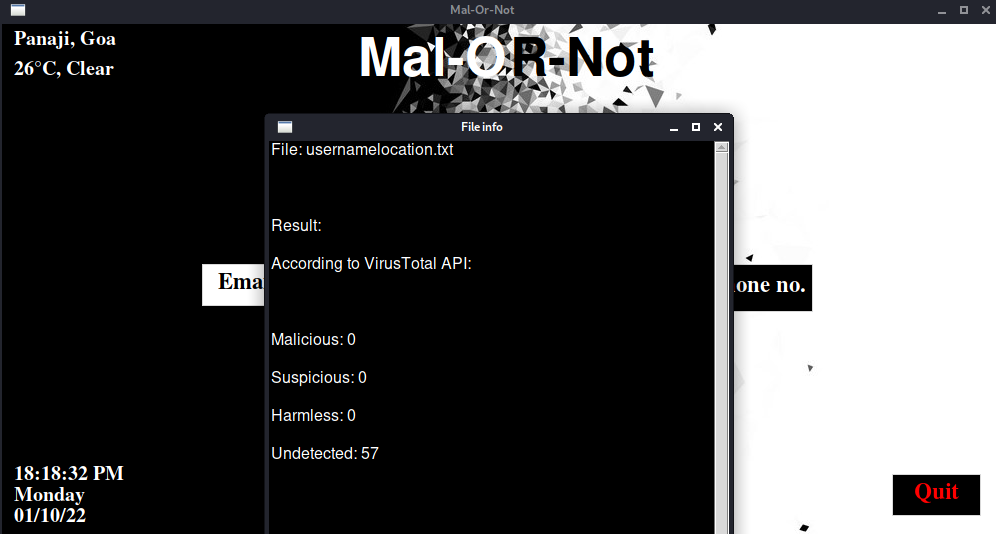 Mal-Or-Not
Panaji, Goa
26°C, Clear
Mal-OR-Not
File info
File: usernamelocation.txt
Result:
According to VirusTotal API:
Malicious: 0
Suspicious: 0
Harmless: 0
Undetected: 57
no.
18:18:32 PM
Monday
01/10/22
Quit